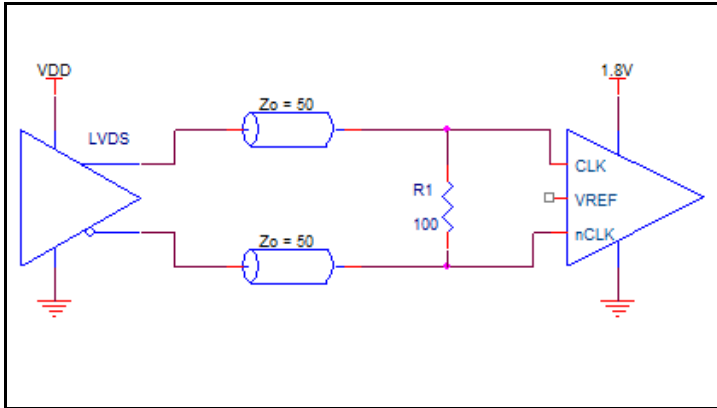 VDD
1.8V
Zo = 50
LVDS
CLK
R1
VREF
100
nCLK
Zo = 50